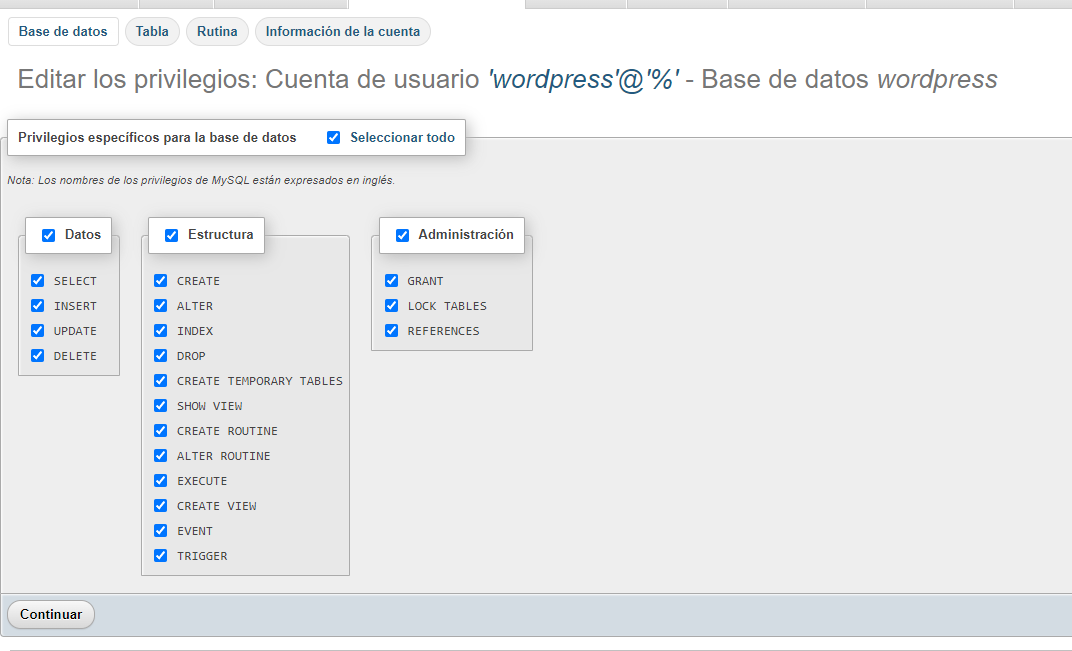 Base de datos Tabla Rutina Información de la cuenta
Editar los privilegios: Cuenta de usuario 'wordpress'@'%' - Base de datos wordpress
Privilegios específicos para la base de datos Seleccionar todo
Nota: Los nombres de los privilegios de MySQL están expresados en inglés.
Datos
SELECT
INSERT
UPDATE
DELETE
Estructura
CREATE
ALTER
INDEX
DROP
CREATE TEMPORARY TABLES
SHOW VIEW
CREATE ROUTINE
ALTER ROUTINE
EXECUTE
CREATE VIEW
EVENT
TRIGGER
Administración
GRANT
LOCK TABLES
REFERENCES
Continuar